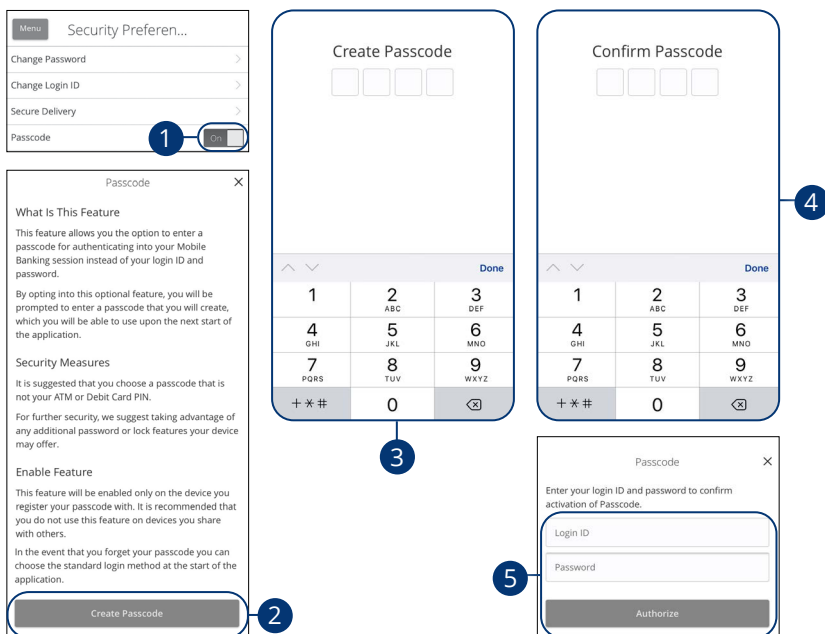 Menu
Security Preferen...
Change Password
Change Login ID
Secure Delivery
Passcode
On
1
Passcode
What Is This Feature
This feature allows you the option to enter a
passcode for authenticating into your Mobile
Banking session instead of your login ID and
password.
By opting into this optional feature, you will be
prompted to enter a passcode that you will create,
which you will be able to use upon the next start of
the application.
Security Measures
It is suggested that you choose a passcode that is
not your ATM or Debit Card PIN.
For further security, we suggest taking advantage of
any additional password or lock features your device
may offer.
Enable Feature
This feature will be enabled only on the device you
register your passcode with. It is recommended that
you do not use this feature on devices you share
with others.
In the event that you forget your passcode you can
choose the standard login method at the start of the
application.
Create Passcode
2
Create Passcode
Done
1 2 3
ABC DEF
4 5 6
GHI JKL MNO
7 8 9
PQRS TUV WXYZ
+*# 0
3
Confirm Passcode
Done
1 2 3
ABC DEF
4 5 6
GHI JKL MNO
7 8 9
PQRS TUV WXYZ
+*# 0
4
Passcode
Enter your login ID and password to confirm
activation of Passcode.
Login ID
Password
Authorize
5